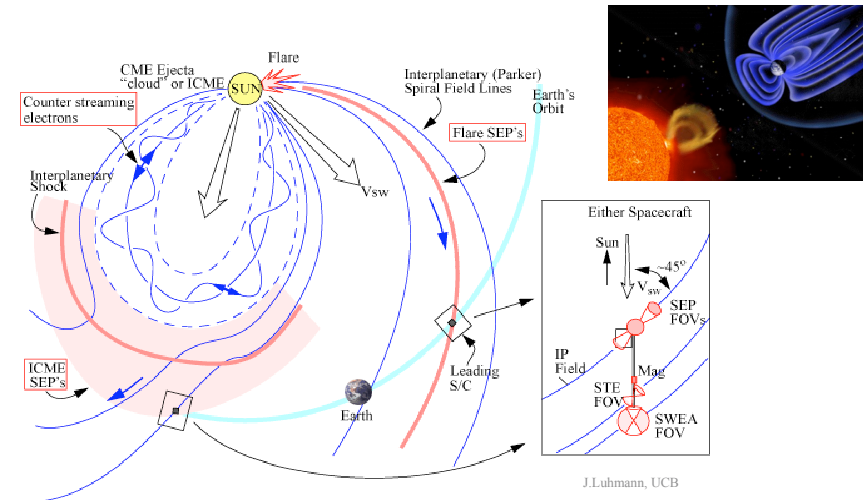 Flare
CME Ejecta
"cloud" or ICME
SUN
Counter streaming
electrons
Interplanetary (Parker)
Spiral Field Lines
Earth's
Orbit
Flare SEP's
Interplanetary
Shock
Vsw
ICME
SEP's
Earth
Leading
S/C
Either Spacecraft
Sun
~45°
Vsw
SEP
FOVs
IP
Field
Mag
STE
FOV
SWEA
FOV
J.Luhmann, UCB